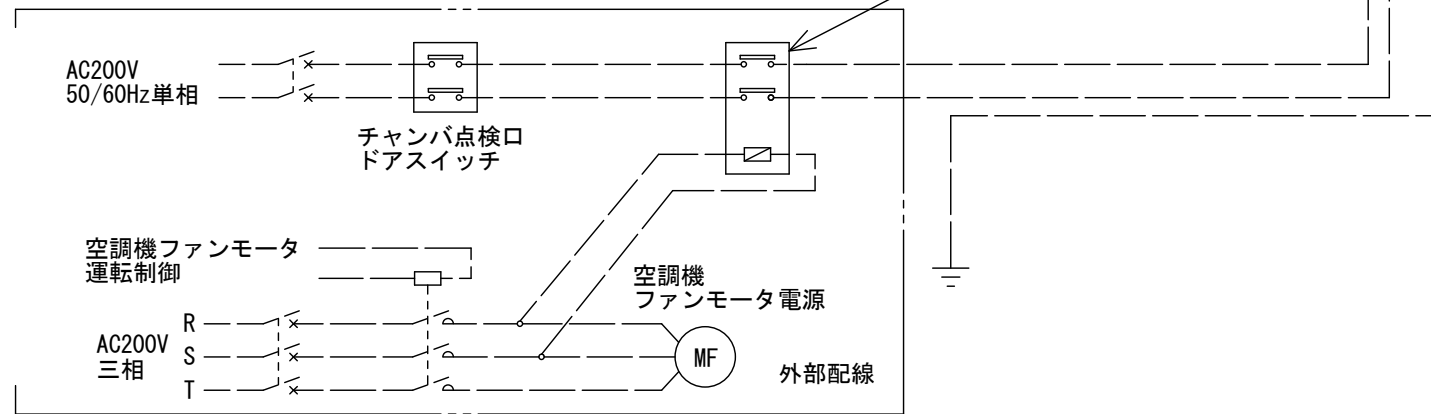 AC200V
50/60Hz単相
チャンバ点検口
ドアスイッチ
空調機ファンモータ
運転制御
空調機
ファンモータ電源
R
AC200V
三相
S
T
MF
外部配線